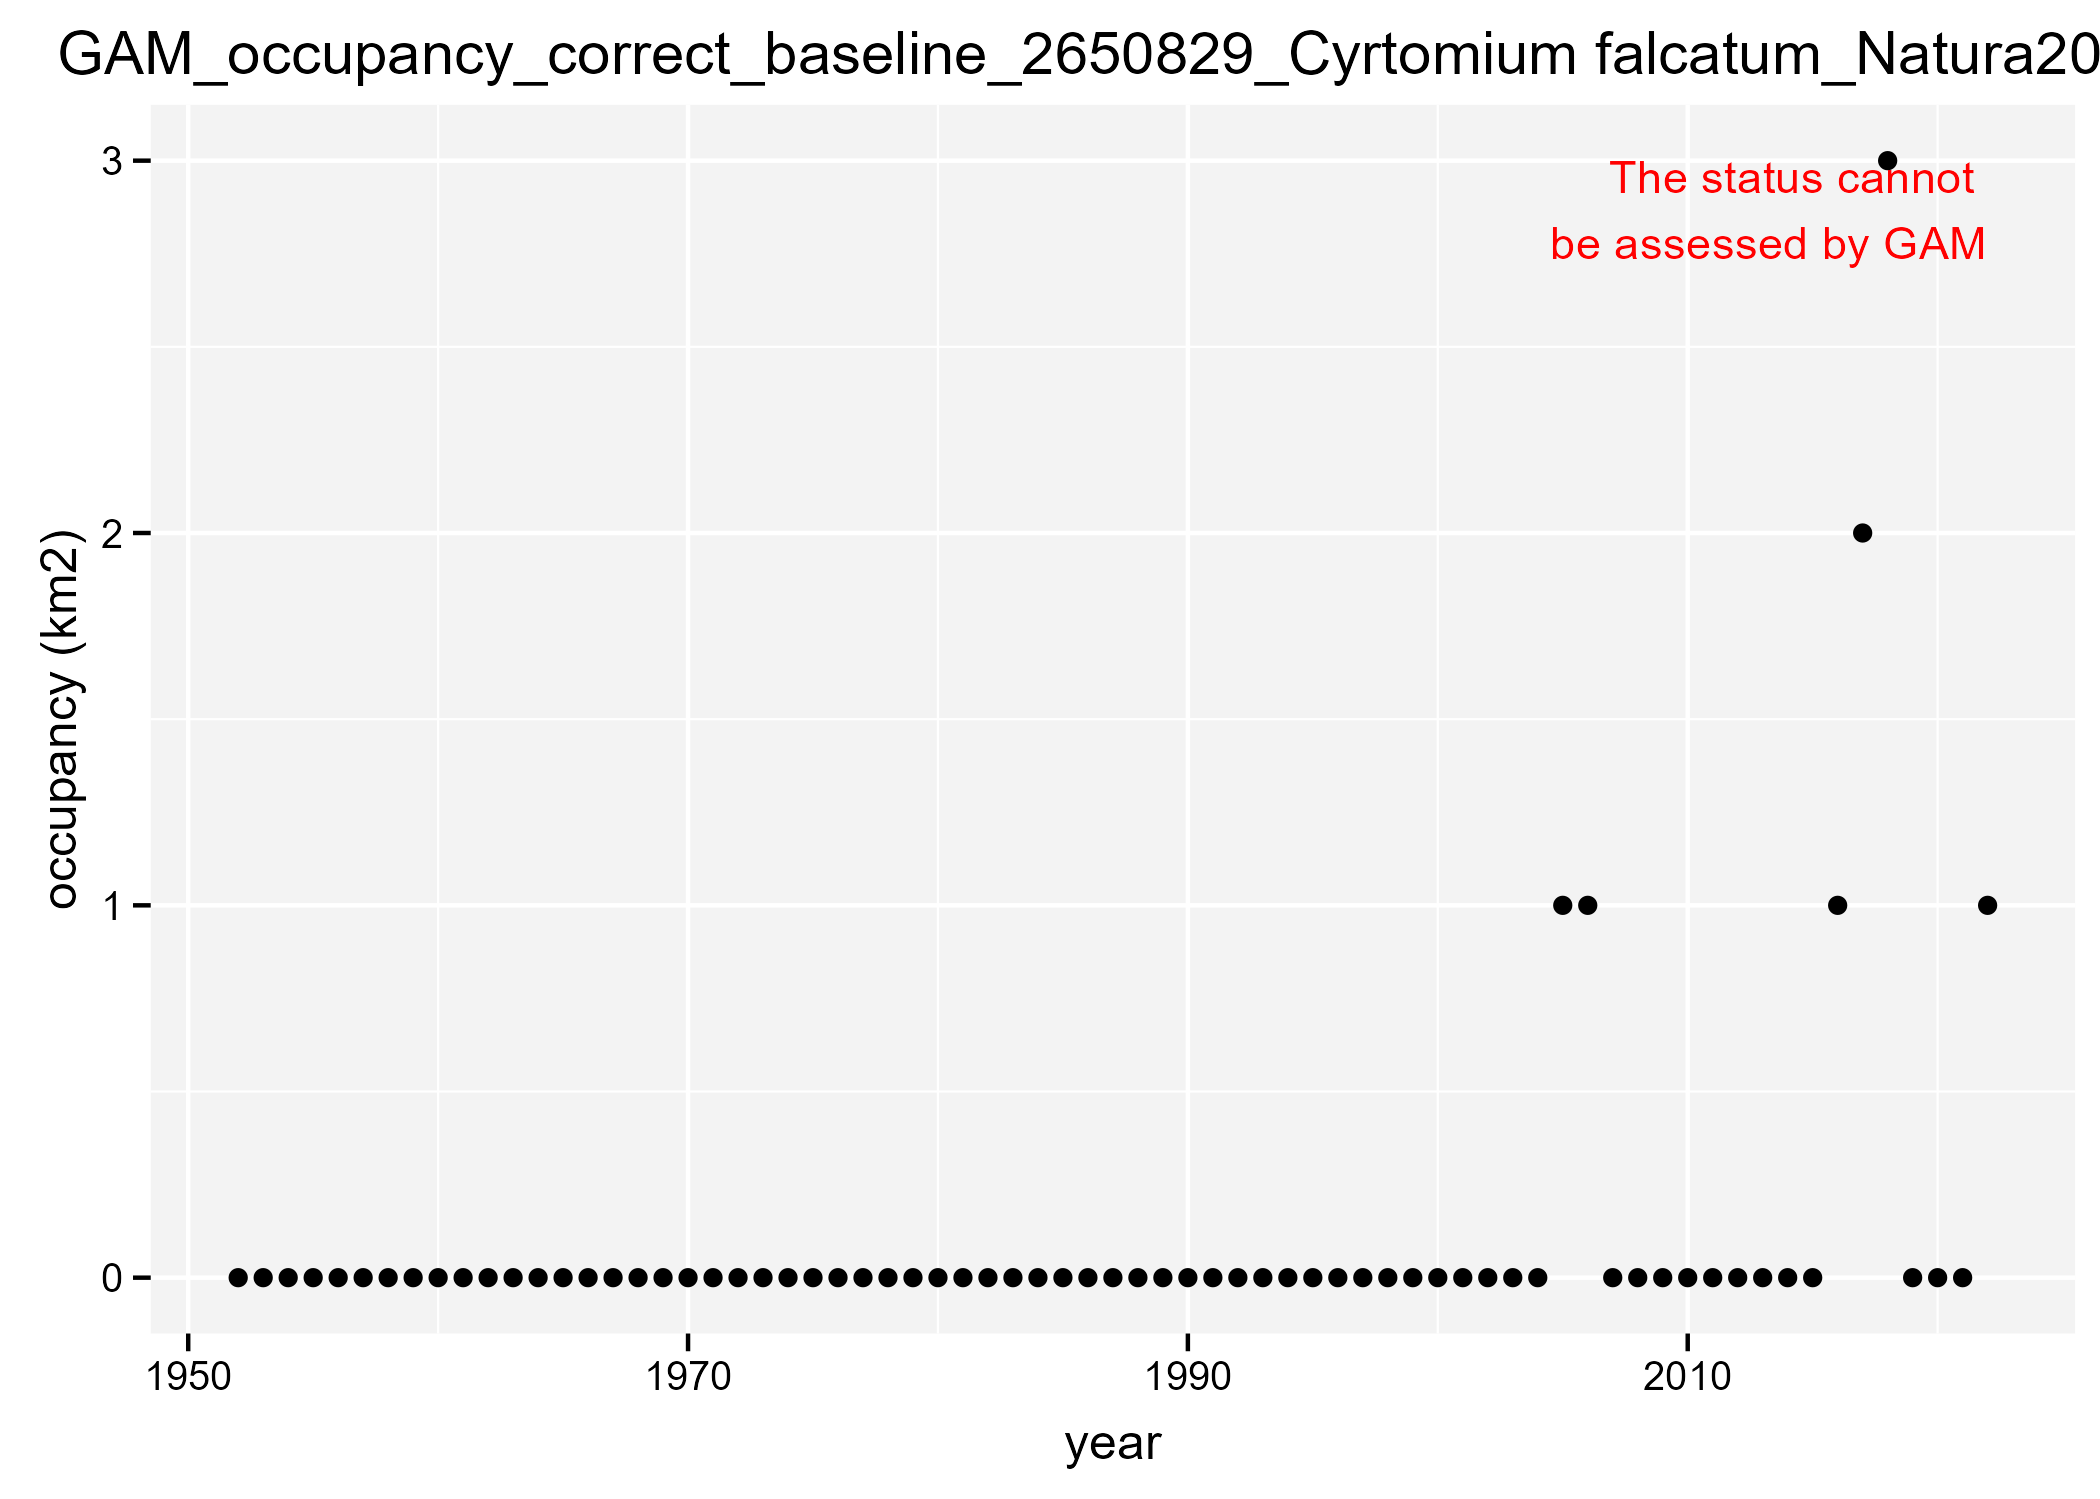 GAM_occupancy_correct_baseline_2650829_Cyrtomium falcatum_Natura20
3
The status cannot
be assessed by GAM
2
occupancy (km2)
1
0
1950 1970 1990 2010
year